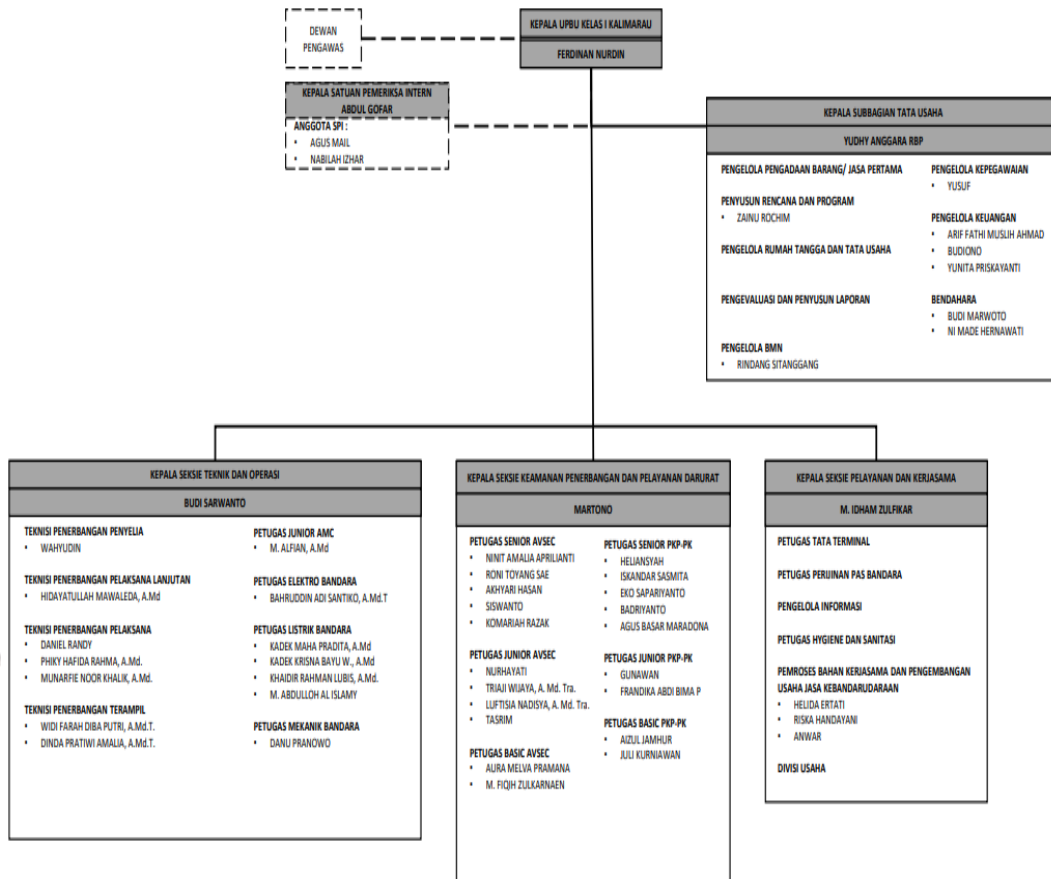 DEWAN
PENGAWAS
KEPALA UPBU KELAS I KALIMARAU
FERDINAN NURDIN
KEPALA SATUAN PEMERIKSA INTERN
ABDUL GOFAR
ANGGOTA SPI :
• AGUS MAIL
• NABILAH IZHAR
KEPALA SUBBAGIAN TATA USAHA
YUDHY ANGGARA RBP
PENGELOLA PENGADAAN BARANG/ JASA PERTAMA
PENYUSUN RENCANA DAN PROGRAM
• ZAINU ROCHIM
PENGELOLA RUMAH TANGGA DAN TATA USAHA
PENGEVALUASI DAN PENYUSUN LAPORAN
PENGELOLA BMN
• RINDANG SITANGGANG
PENGELOLA KEPEGAWAIAN
• YUSUF
PENGELOLA KEUANGAN
• ARIF FATHI MUSLIH AHMAD
• BUDIONO
• YUNITA PRISKAYANTI
BENDAHARA
• BUDI MARWOTO
• NI MADE HERNAWATI
KEPALA SEKSIE TEKNIK DAN OPERASI
BUDI SARWANTO
TEKNISI PENERBANGAN PENYELIA
• WAHYUDIN
TEKNISI PENERBANGAN PELAKSANA LANJUTAN
• HIDAYATULLAH MAWALEDA, A.Md
TEKNISI PENERBANGAN PELAKSANA
• DANIEL RANDY
• PHIKY HAFIDA RAHMA, A.Md.
• MUNARFIE NOOR KHALIK, A.Md.
TEKNISI PENERBANGAN TERAMPIL
• WIDI FARAH DIBA PUTRI, A.Md.T.
• DINDA PRATIWI AMALIA, A.Md.T.
PETUGAS JUNIOR AMC
• M. ALFIAN, A.Md
PETUGAS ELEKTRO BANDARA
• BAHRUDDIN ADI SANTIKO, A.Md.T
PETUGAS LISTRIK BANDARA
• KADEK MAHA PRADITA, A.Md
• KADEK KRISNA BAYU W., A.Md
• KHAIDIR RAHMAN LUBIS, A.Md.
• M. ABDULLOH AL ISLAMY
PETUGAS MEKANIK BANDARA
• DANU PRANOWO
KEPALA SEKSIE KEAMANAN PENERBANGAN DAN PELAYANAN DARURAT
MARTONO
PETUGAS SENIOR AVSEC
• NINIT AMALIA APRILIANTI
• RONI TOYANG SAE
• AKHYARI HASAN
• SISWANTO
• KOMARIAH RAZAK
PETUGAS JUNIOR AVSEC
• NURHAYATI
• TRIAJI WIJAYA, A. Md. Tra.
• LUFTISIA NADISYA, A. Md. Tra.
• TASRIM
PETUGAS BASIC AVSEC
• AURA MELVA PRAMANA
• M. FIQIH ZULKARNAEN
PETUGAS SENIOR PKP-PK
• HELIANSYAH
• ISKANDAR SASMITA
• EKO SAPARIYANTO
• BADRIYANTO
• AGUS BASAR MARADONA
PETUGAS JUNIOR PKP-PK
• GUNAWAN
• FRANDIKA ABDI BIMA P
PETUGAS BASIC PKP-PK
• AIZUL JAMHUR
• JULI KURNIAWAN
KEPALA SEKSIE PELAYANAN DAN KERJASAMA
M. IDHAM ZULFIKAR
PETUGAS TATA TERMINAL
PETUGAS PERIJINAN PAS BANDARA
PENGELOLA INFORMASI
PETUGAS HYGIENE DAN SANITASI
PEMROSES BAHAN KERJASAMA DAN PENGEMBANGAN
USAHA JASA KEBANDARUDARAAN
• HELIDA ERTATI
• RISKA HANDAYANI
• ANWAR
DIVISI USAHA